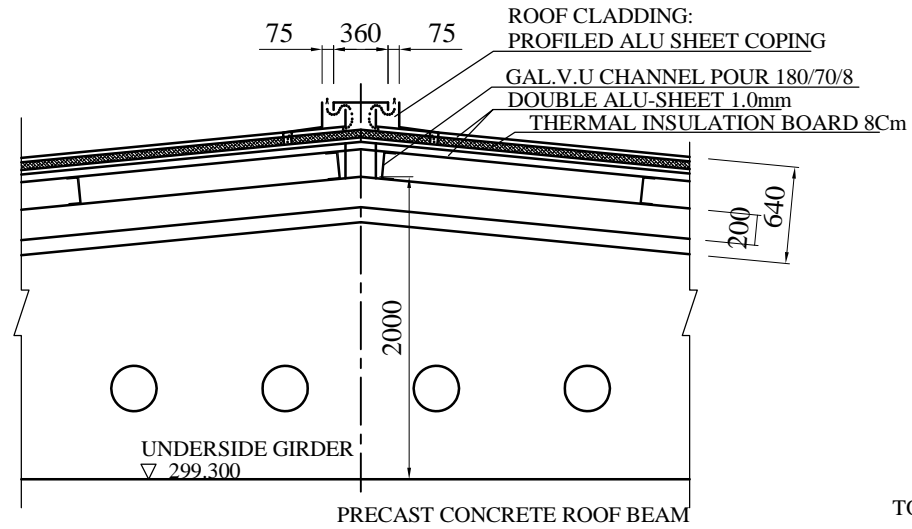 ROOF CLADDING:
75 360 75 PROFILED ALU SHEET COPING
GAL.V.U CHANNEL POUR 180/70/8
DOUBLE ALU-SHEET 1.0mm
THERMAL INSULATION BOARD 8Cm
200
640
2000
UNDERSIDE GIRDER
▽ 299.300
PRECAST CONCRETE ROOF BEAM